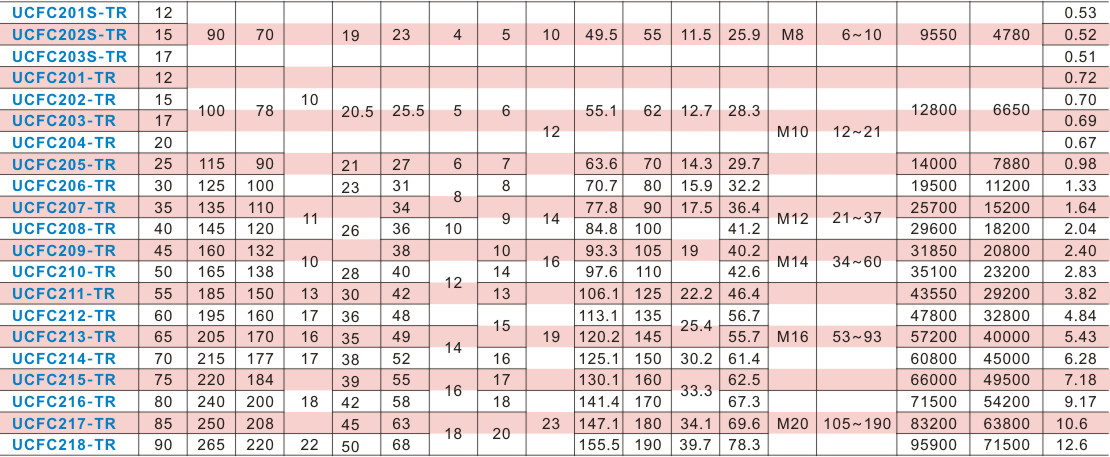 UCFC201S-TR 12 0.53
UCFC202S-TR 15 90 70 19 23 4 5 10 49.5 55 11.5 25.9 M8 6~10 9550 4780 0.52
UCFC203S-TR 17 0.51
UCFC201-TR 12 0.72
UCFC202-TR 15 10 0.70
100 78 20.5 25.5 5 6 55.1 62 12.7 28.3 12800 6650
UCFC203-TR 17 0.69
12 M10 12~21
UCFC204-TR 20 0.67
UCFC205-TR 25 115 90 21 27 6 7 63.6 70 14.3 29.7 14000 7880 0.98
UCFC206-TR 30 125 100 23 31 8 70.7 80 15.9 32.2 19500 11200 1.33
8
UCFC207-TR 35 135 110 34 77.8 90 17.5 36.4 25700 15200 1.64
11 9 14 M12 21~37
UCFC208-TR 40 145 120 26 36 10 84.8 100 41.2 29600 18200 2.04
UCFC209-TR 45 160 132 38 10 93.3 105 19 40.2 31850 20800 2.40
10 16 M14 34~60
UCFC210-TR 50 165 138 28 40 14 97.6 110 42.6 35100 23200 2.83
12
UCFC211-TR 55 185 150 13 30 42 13 106.1 125 22.2 46.4 43550 29200 3.82
UCFC212-TR 60 195 160 17 36 48 113.1 135 56.7 47800 32800 4.84
15 25.4
UCFC213-TR 65 205 170 16 35 49 19 120.2 145 55.7 M16 53~93 57200 40000 5.43
14
UCFC214-TR 70 215 177 17 38 52 16 125.1 150 30.2 61.4 60800 45000 6.28
UCFC215-TR 75 220 184 39 55 17 130.1 160 62.5 66000 49500 7.18
16 33.3
UCFC216-TR 80 240 200 18 42 58 18 141.4 170 67.3 71500 54200 9.17
UCFC217-TR 85 250 208 45 63 23 147.1 180 34.1 69.6 M20 105~190 83200 63800 10.6
18 20
UCFC218-TR 90 265 220 22 50 68 155.5 190 39.7 78.3 95900 71500 12.6